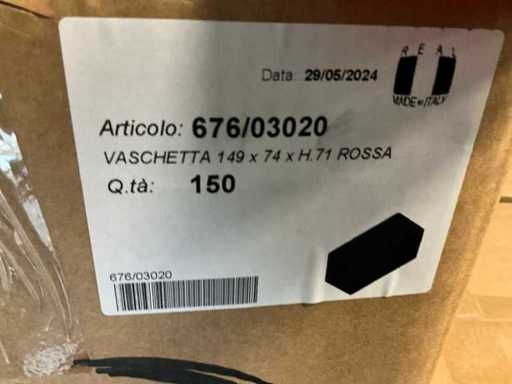 REAL
Data: 29/05/2024
MADE in ITALY
Articolo: 676/03020
VASCHETTA 149 x 74 x H.71 ROSSA
Q.tà: 150
676/03020